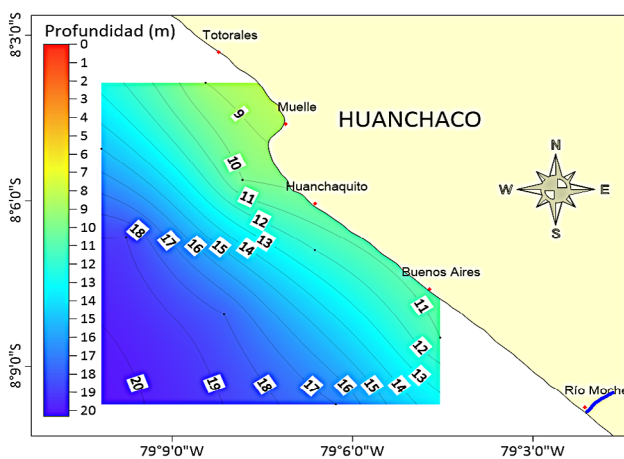 Profundidad (m)
0
1
2
3
4
5
6
7
8
9
10
11
12
13
14
15
16
17
18
19
20
8°3'0"S
8°6'0"S
8°9'0"S
Totorales
Muelle
HUANCHACO
Huanchaquito
Buenos Aires
Río Moche
N
W E
S
9
10
11
12
13
18 17 16 15 14
11
12
13
20 19 18 17 16 15 14
79°9'0"W 79°6'0"W 79°3'0"W